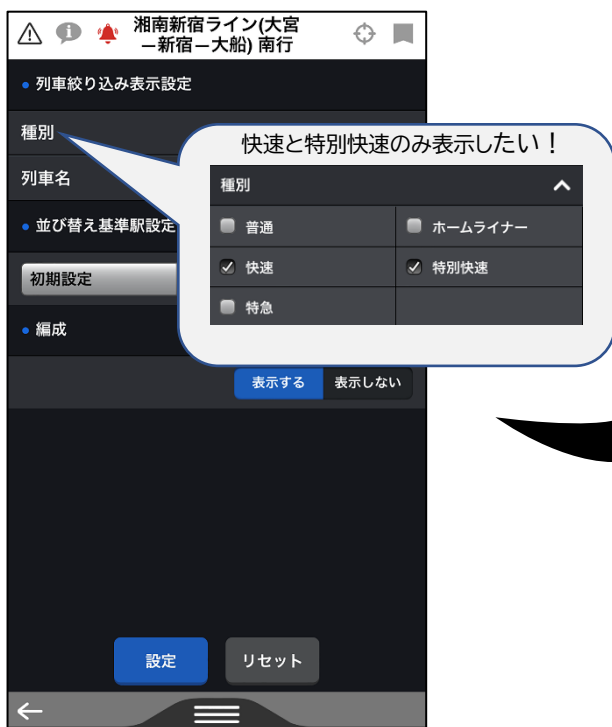 湘南新宿ライン(大宮
－新宿－大船) 南行
列車絞り込み表示設定
種別
列車名
並び替え基準駅設定
初期設定
編成
表示する 表示しない
設定 リセット
快速と特別快速のみ表示したい！
種別
普通 ホームライナー
快速 特別快速
特急